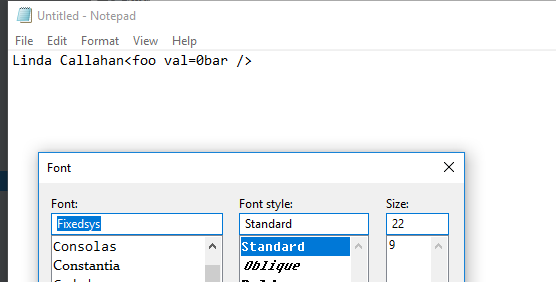 Untitled - Notepad
File Edit Format View Help
Linda Callahan<foo val=0bar />
Font
Font: Font style: Size:
Fixedsys Standard 22
Consolas Standard 9
Constantia Oblique